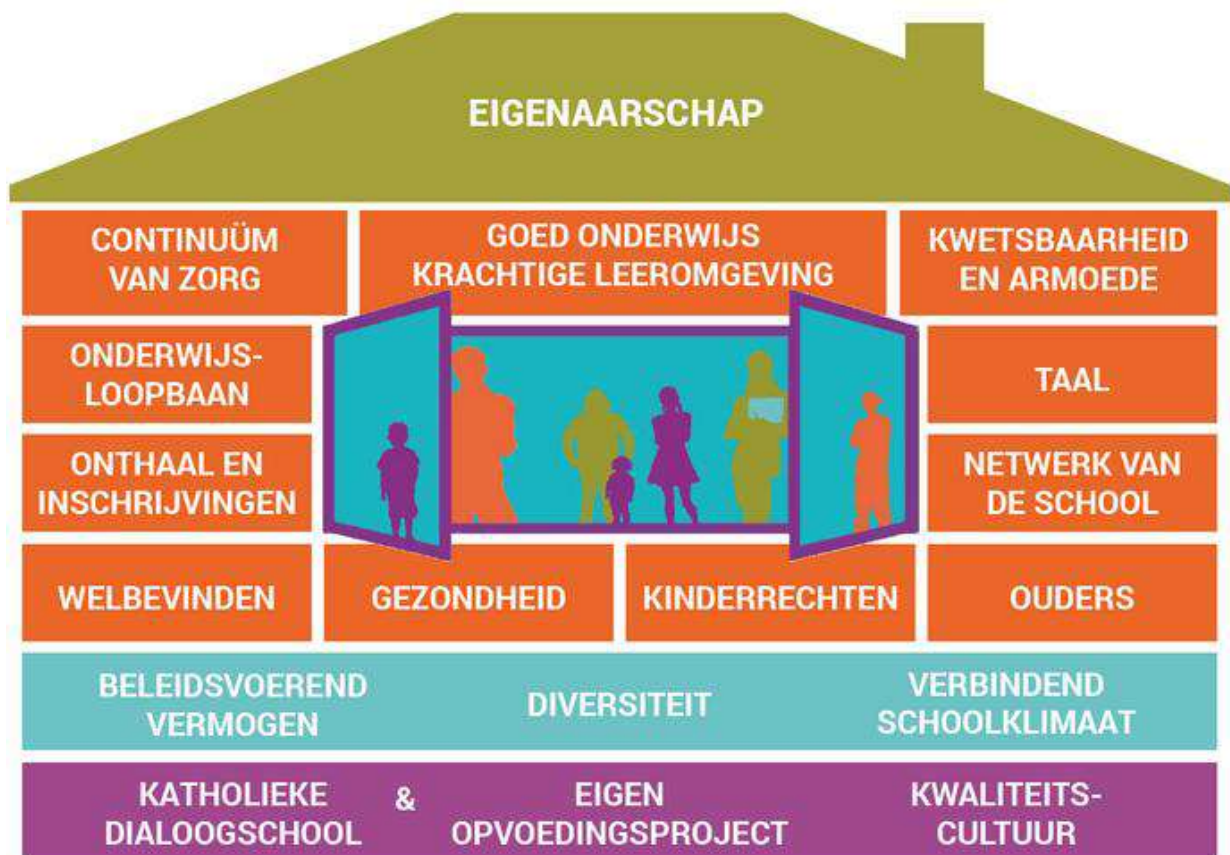 EIGENAARSCHAP
CONTINUÜM
VAN ZORG
GOED ONDERWIJS
KRACHTIGE LEEROMGEVING
KWETSBAARHEID
EN ARMOEDE
ONDERWIJS-
LOOPBAAN
TAAL
ONTHAAL EN
INSCHRIJVINGEN
NETWERK VAN
DE SCHOOL
WELBEVINDEN
GEZONDHEID
KINDERRECHTEN
OUDERS
BELEIDSVOEREND
VERMOGEN
DIVERSITEIT
VERBINDEND
SCHOOLKLIMAAT
KATHOLIEKE
DIALOOGSCHOOL
&
EIGEN
OPVOEDINGSPROJECT
KWALITEITS-
CULTUUR